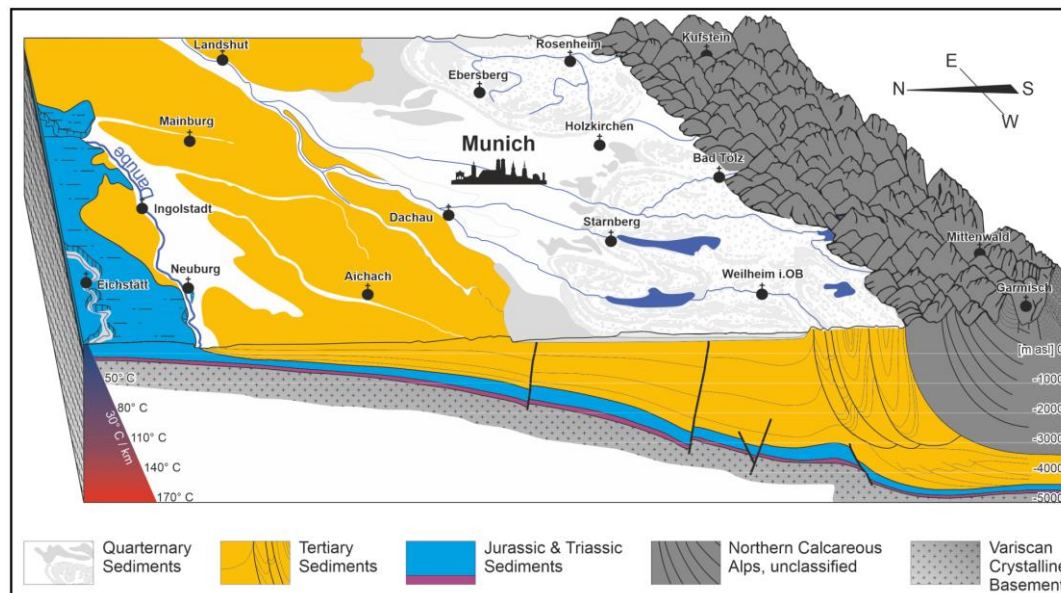 Landshut
Rosenheim
Kufstein
Ebersberg
E
N
S
W
Mainburg
Holzkirchen
Munich
Danube
Bad Tölz
Ingolstadt
Dachau
Starnberg
Mittenwald
Eichstätt
Neuburg
Aichach
Weilheim i.OB
Garmisch
[m asl] 0
-1000
-2000
-3000
-4000
-5000
50° C
80° C
110° C
140° C
170° C
30° C / km
Quarternary
Sediments
Tertiary
Sediments
Jurassic & Triassic
Sediments
Northern Calcareous
Alps, unclassified
Variscan
Crystalline
Basement